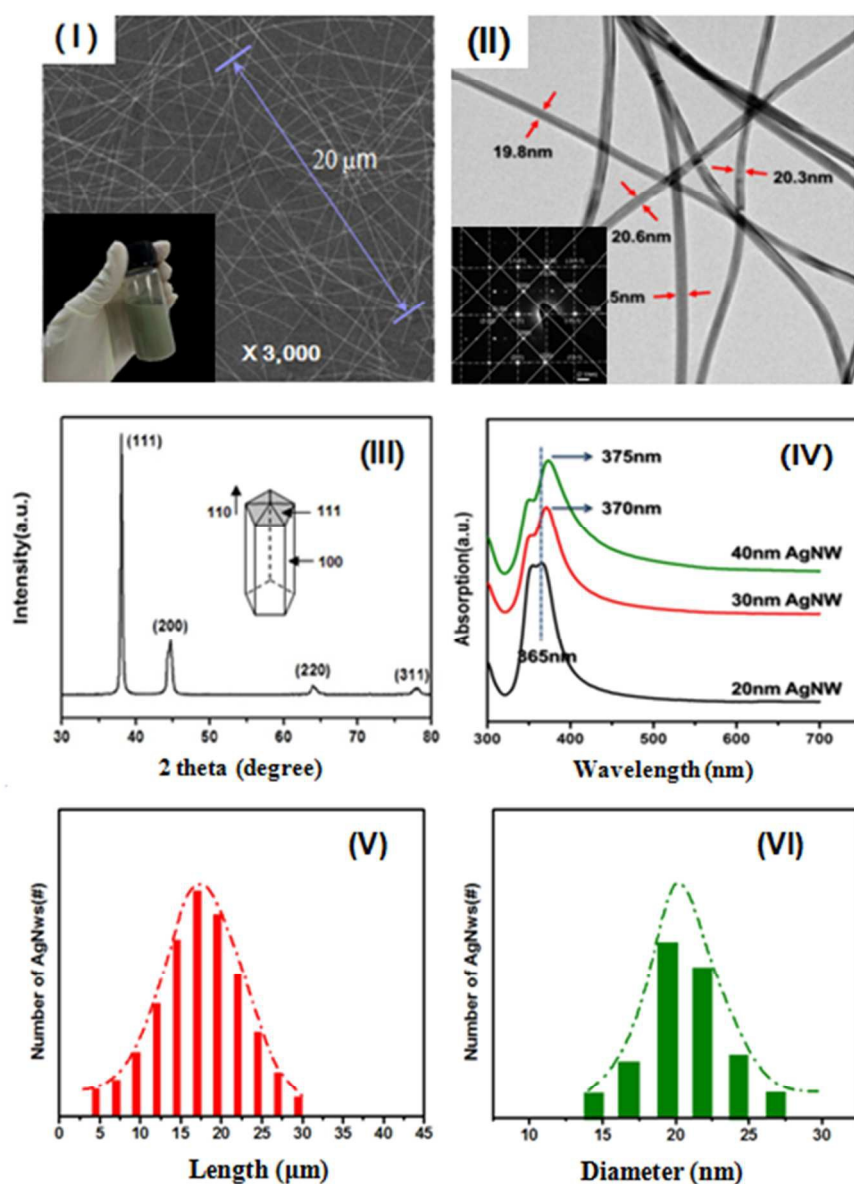 (I)
20 μm
X 3,000
(II)
19.8nm
20.3nm
20.6nm
5nm
(III)
Intensity(a.u.)
(111)
(200)
(220)
(311)
110
111
100
30 40 50 60 70 80
2 theta (degree)
(IV)
Absorption(a.u.)
375nm
370nm
365nm
40nm AgNW
30nm AgNW
20nm AgNW
300 400 500 600 700
Wavelength (nm)
(V)
Number of AgNws(#)
0 5 10 15 20 25 30 35 40 45
Length (μm)
(VI)
Number of AgNWs(#)
10 15 20 25 30
Diameter (nm)